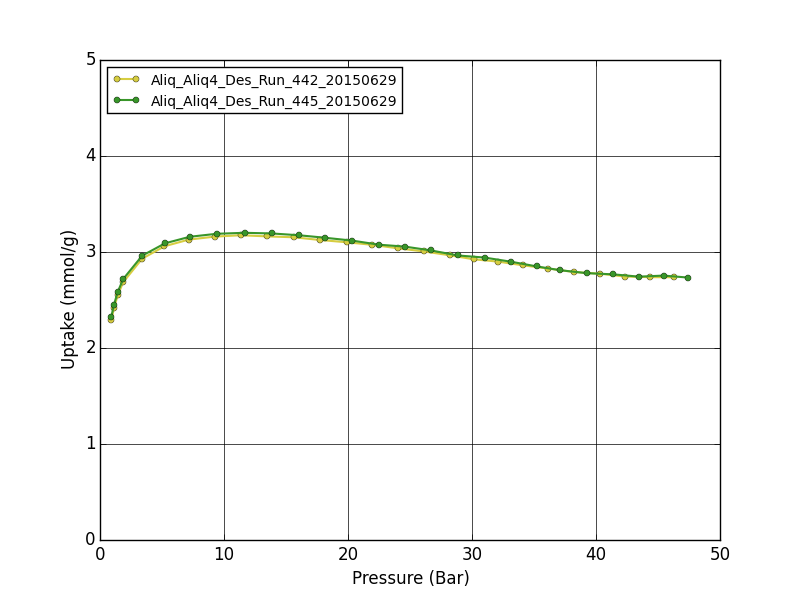 Aliq_Aliq4_Des_Run_442_20150629
Aliq_Aliq4_Des_Run_445_20150629
5
4
3
2
1
0
Uptake (mmol/g)
0 10 20 30 40 50
Pressure (Bar)